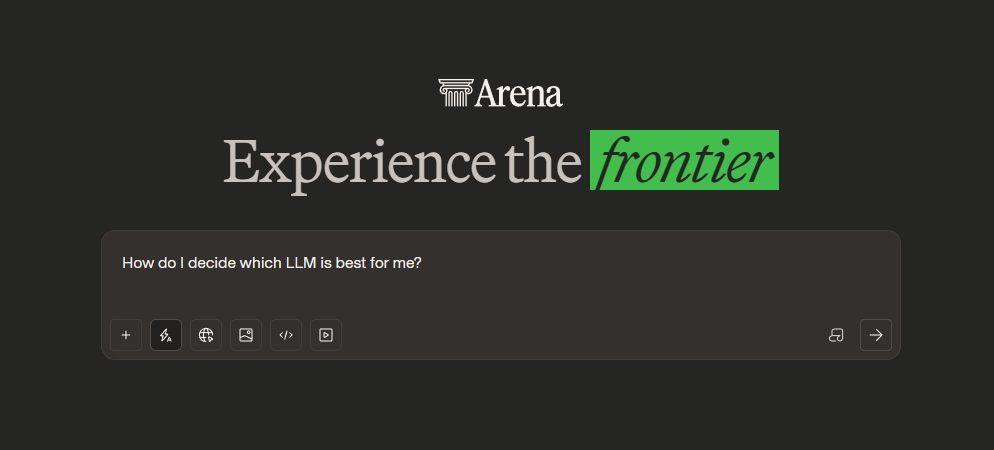 Arena
Experience the frontier
How do I decide which LLM is best for me?